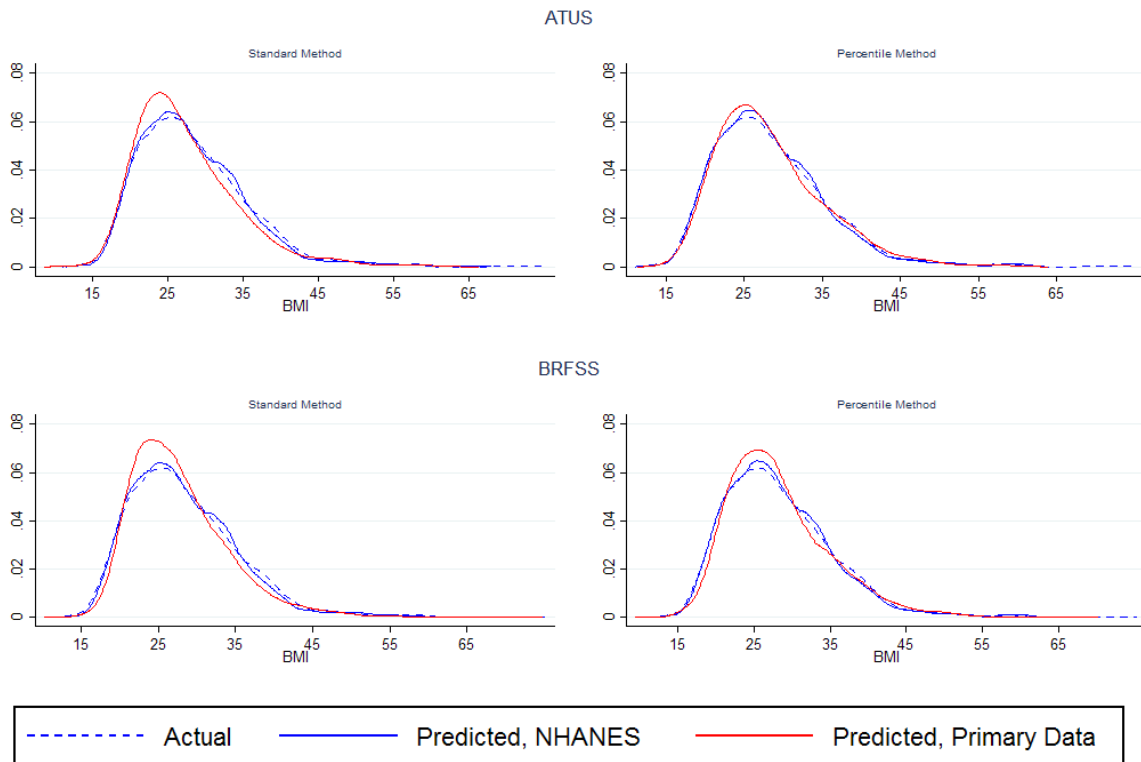 ATUS
Standard Method
Percentile Method
.08
.06
.04
.02
0
15 25 35 45 55 65
BMI
.08
.06
.04
.02
0
15 25 35 45 55 65
BMI
BRFSS
Standard Method
Percentile Method
.08
.06
.04
.02
0
15 25 35 45 55 65
BMI
.08
.06
.04
.02
0
15 25 35 45 55 65
BMI
Actual Predicted, NHANES Predicted, Primary Data